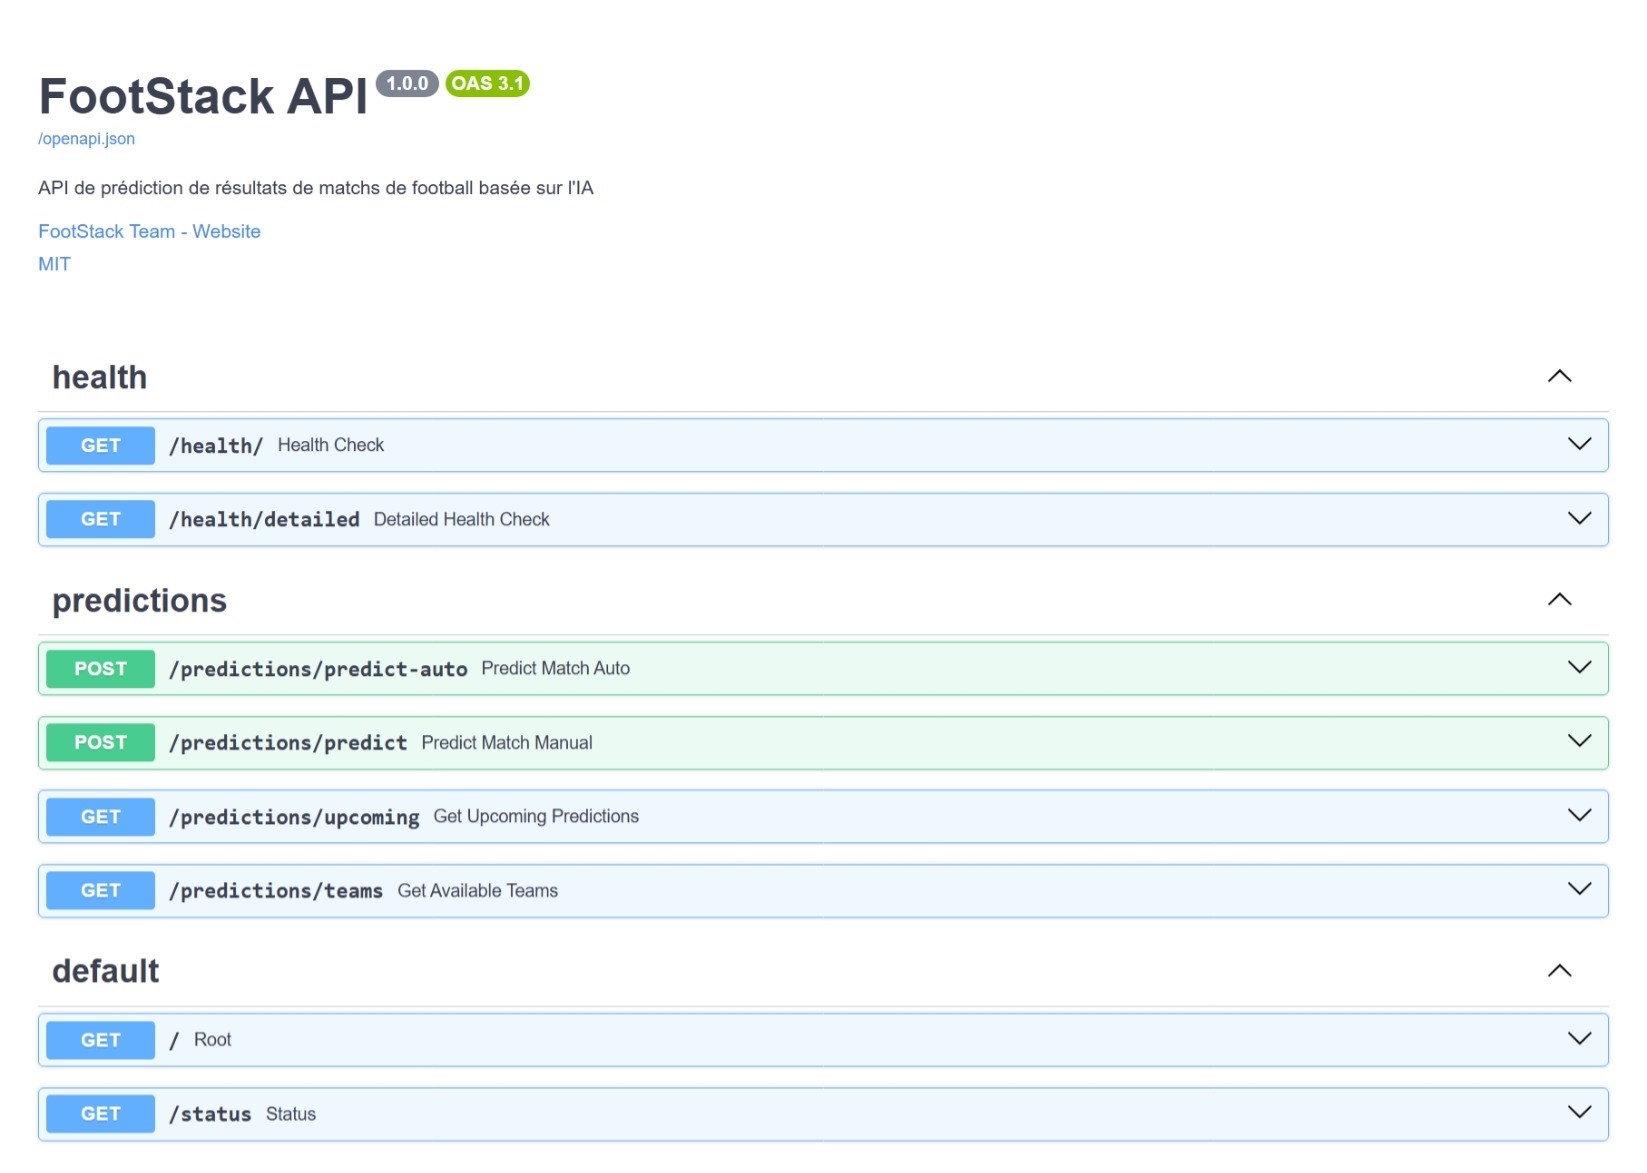 FootStack API 1.0.0 OAS 3.1
/openapi.json
API de prédiction de résultats de matchs de football basée sur l'IA
FootStack Team - Website
MIT
health
GET /health/ Health Check
GET /health/detailed Detailed Health Check
predictions
POST /predictions/predict-auto Predict Match Auto
POST /predictions/predict Predict Match Manual
GET /predictions/upcoming Get Upcoming Predictions
GET /predictions/teams Get Available Teams
default
GET / Root
GET /status Status